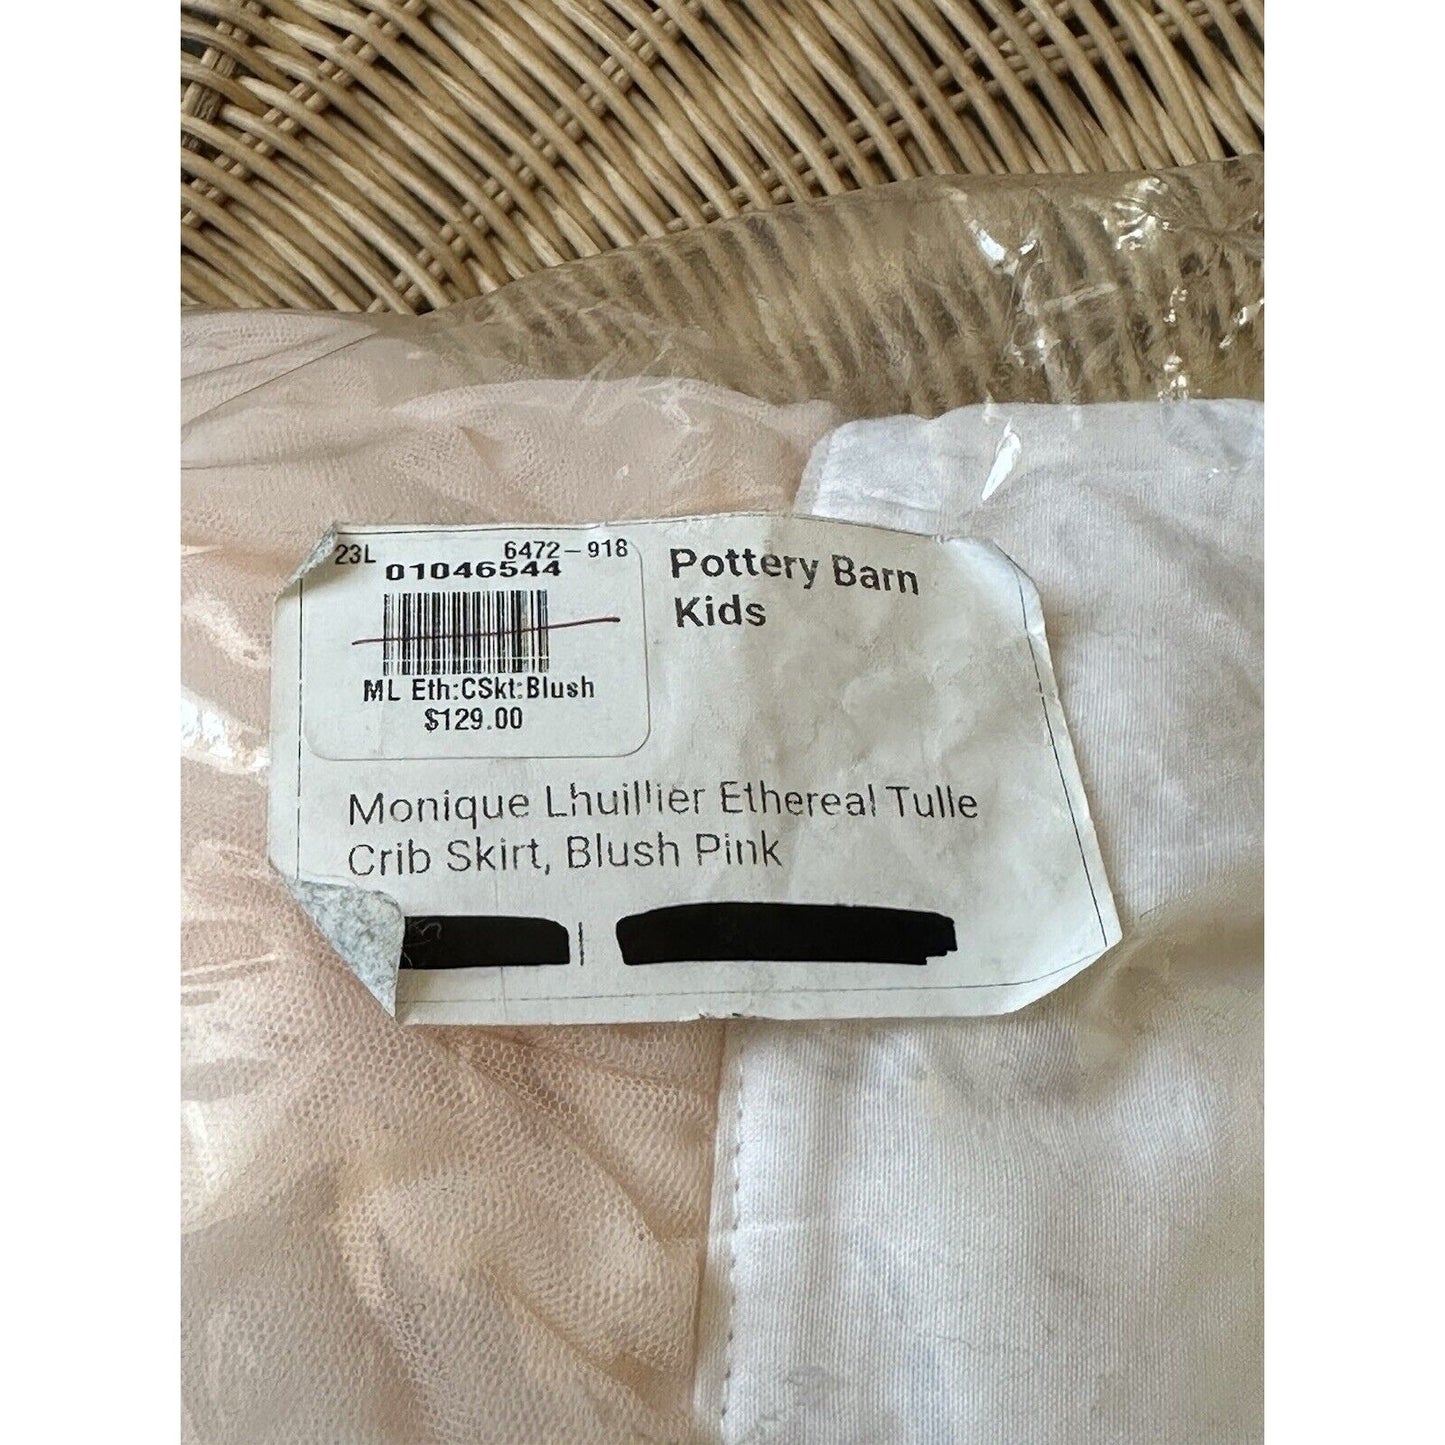 23L 6472-918
01046544
ML Eth:CSkt:Blush
$129.00
Pottery Barn
Kids
Monique Lhuillier Ethereal Tulle
Crib Skirt, Blush Pink